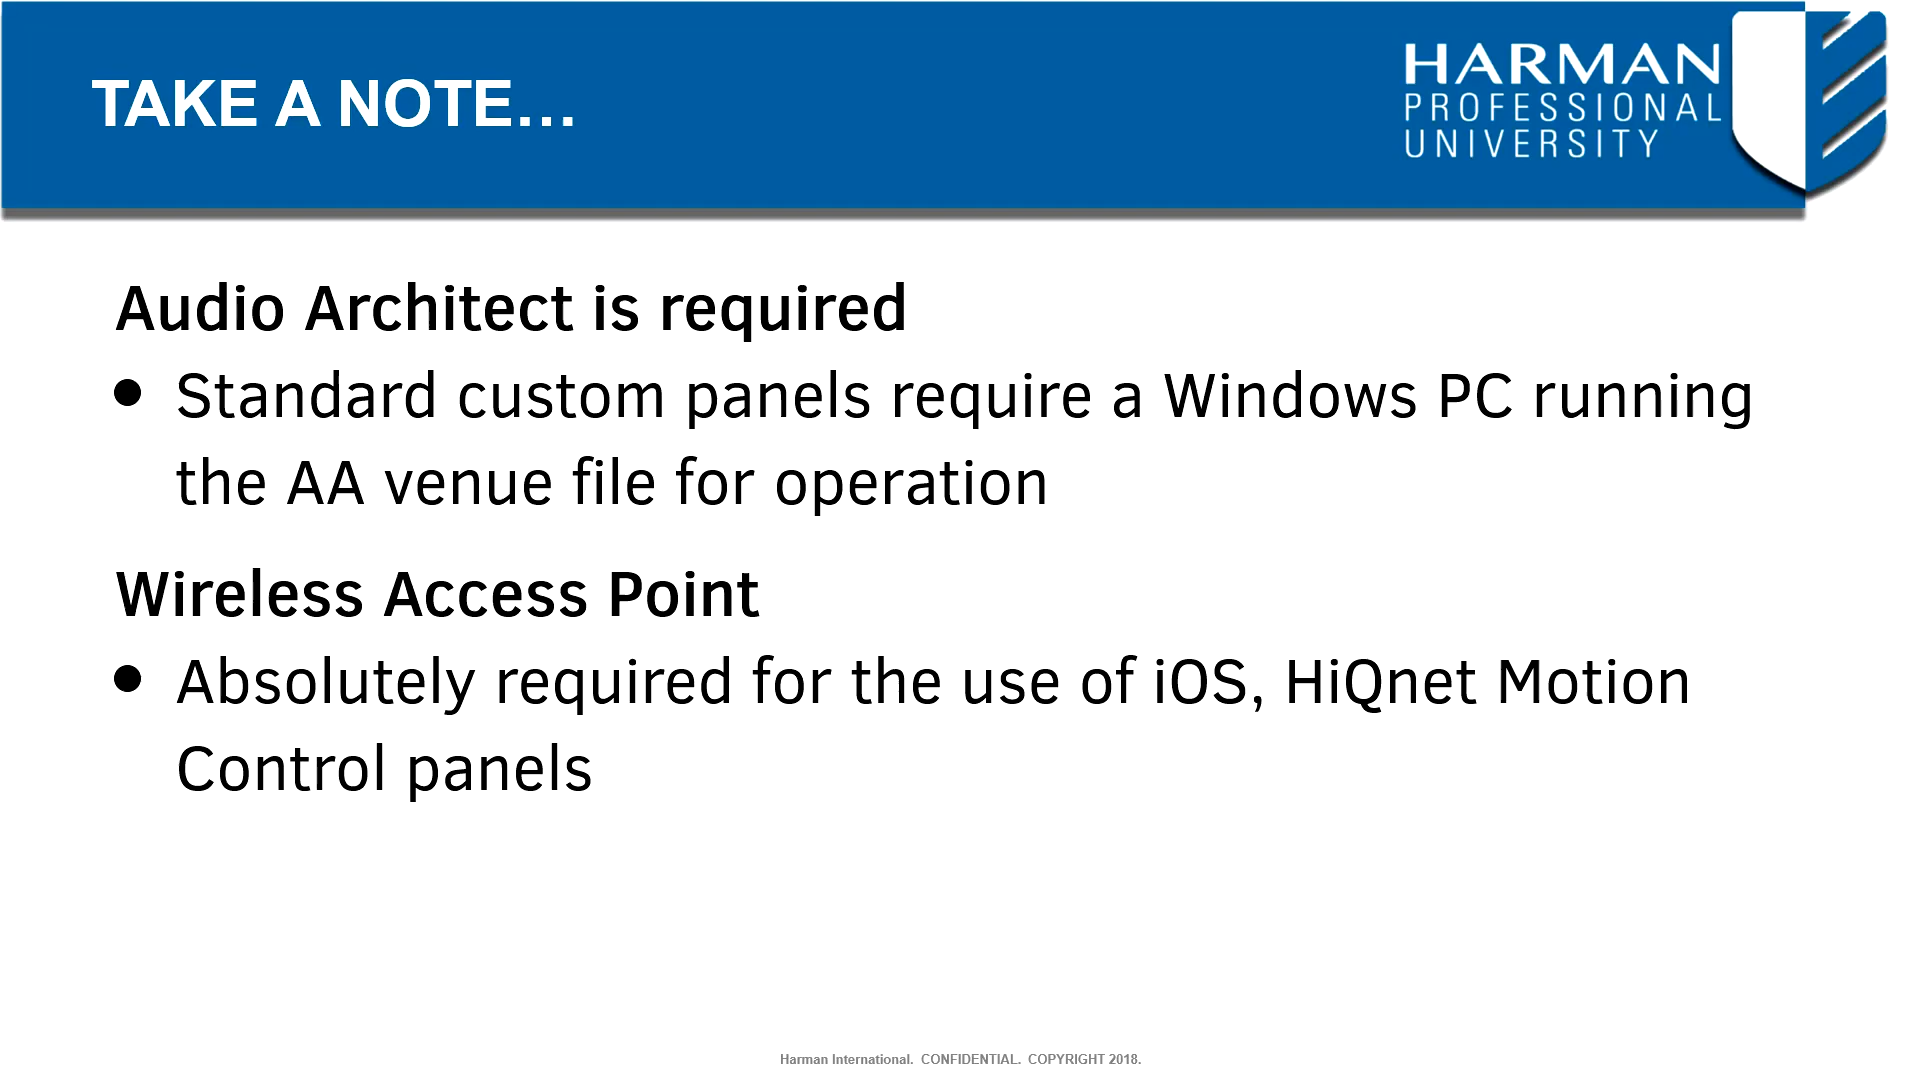 TAKE A NOTE...
HARMAN
PROFESSIONAL
UNIVERSITY
Audio Architect is required
• Standard custom panels require a Windows PC running
the AA venue file for operation
Wireless Access Point
• Absolutely required for the use of iOS, HiQnet Motion
Control panels
Harman International. CONFIDENTIAL. COPYRIGHT 2018.